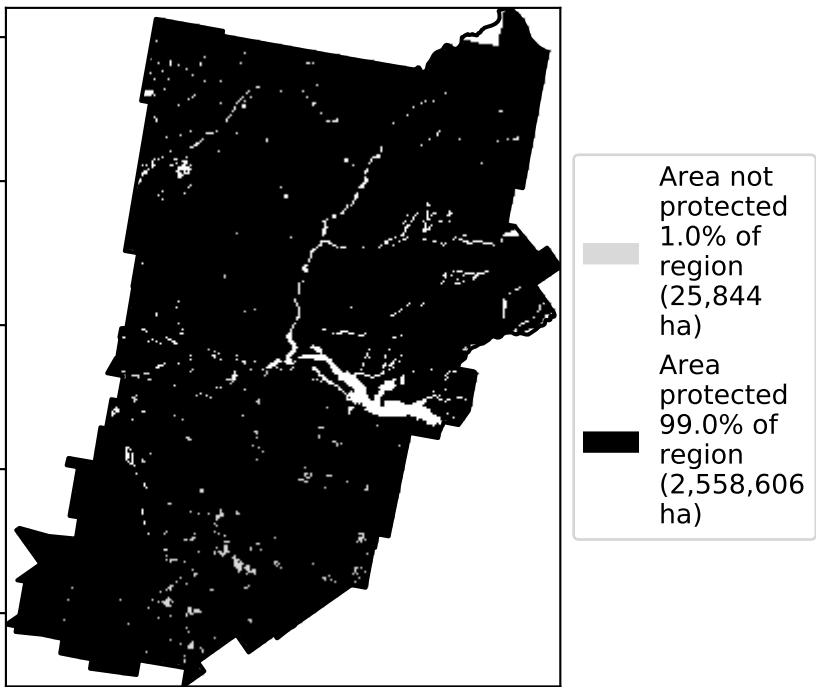 Area not
protected
1.0% of
region
(25,844
ha)
Area
protected
99.0% of
region
(2,558,606
ha)